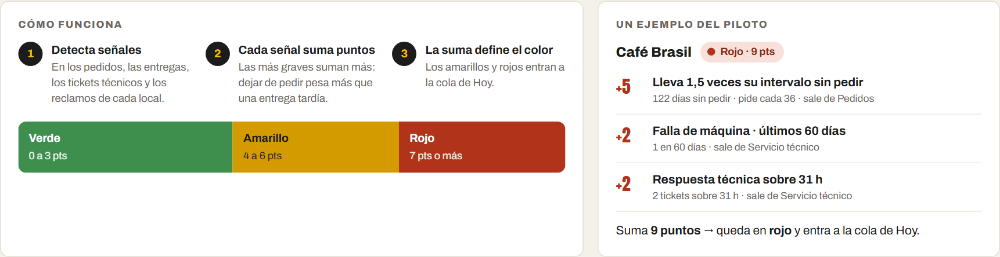 CÓMO FUNCIONA
1
Detecta señales
En los pedidos, las entregas,
los tickets técnicos y los
reclamos de cada local.
2
Cada señal suma puntos
Las más graves suman más:
dejar de pedir pesa más que
una entrega tardía.
3
La suma define el color
Los amarillos y rojos entran a
la cola de Hoy.
Verde
0 a 3 pts
Amarillo
4 a 6 pts
Rojo
7 pts o más
UN EJEMPLO DEL PILOTO
Café Brasil
Rojo · 9 pts
+5
Lleva 1,5 veces su intervalo sin pedir
122 días sin pedir · pide cada 36 · sale de Pedidos
+2
Falla de máquina · últimos 60 días
1 en 60 días · sale de Servicio técnico
+2
Respuesta técnica sobre 31 h
2 tickets sobre 31 h · sale de Servicio técnico
Suma 9 puntos → queda en rojo y entra a la cola de Hoy.